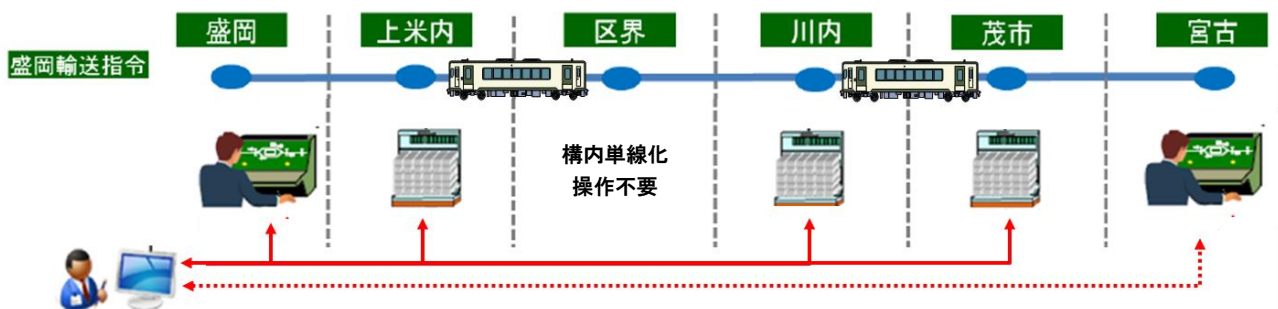 盛岡
上米内
区界
川内
茂市
宮古
盛岡輸送指令
構内単線化
操作不要